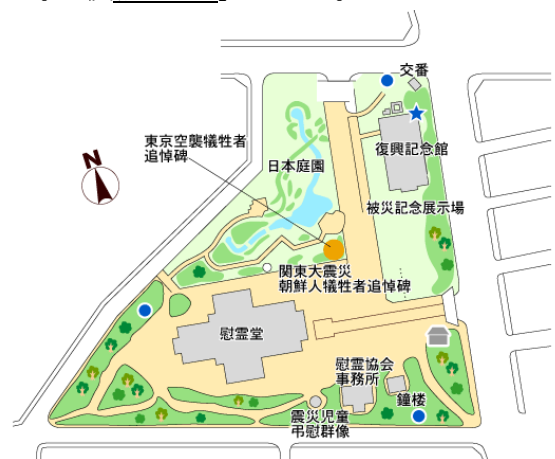 交番
復興記念館
東京空襲犠牲者
追悼碑
日本庭園
N
被災記念展示場
関東大震災
朝鮮人犠牲者追悼碑
慰霊堂
慰霊協会
事務所
鐘楼
震災児童
弔慰群像